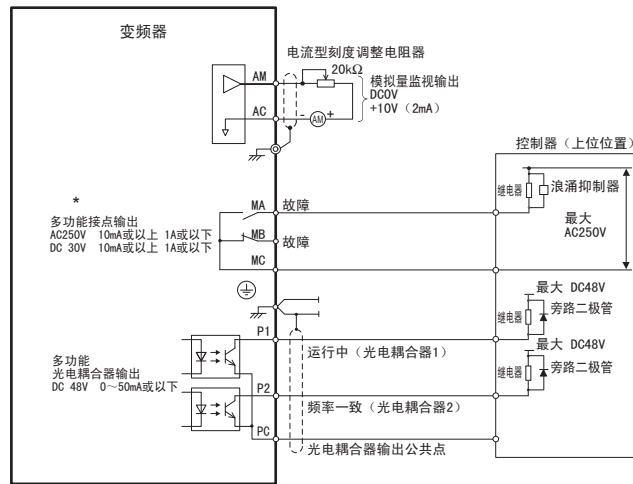 变频器
电流型刻度调整电阻器
AM
20kΩ
模拟量监视输出
DC0V
+10V（2mA）
AC
-
AM
+
控制器（上位位置）
继电器
浪涌抑制器
*
多功能接点输出
AC250V 10mA或以上 1A或以下
DC 30V 10mA或以上 1A或以下
MA
故障
最大
AC250V
MB
故障
MC
最大 DC48V
继电器
旁路二极管
P1
运行中（光电耦合器1）
最大 DC48V
多功能
光电耦合器输出
DC 48V 0～50mA或以下
继电器
旁路二极管
P2
频率一致（光电耦合器2）
PC
光电耦合器输出公共点